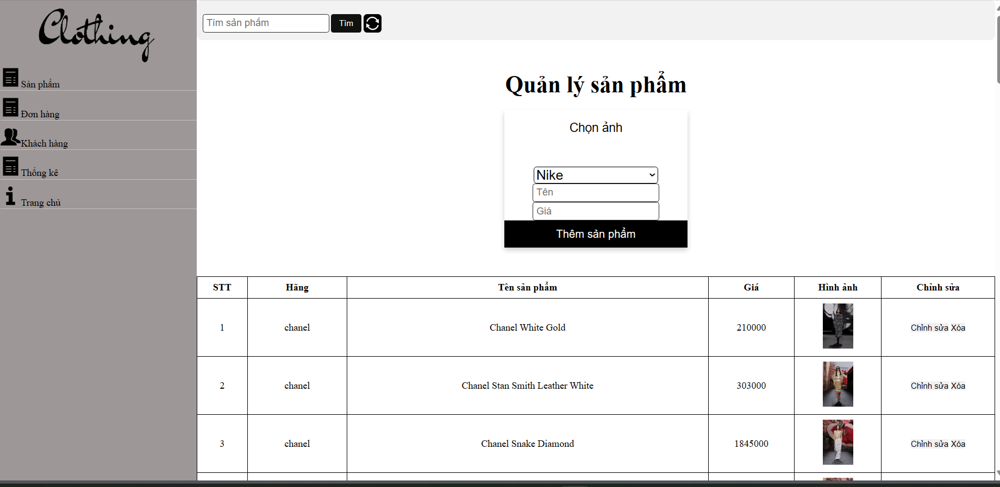 Clothing
Sản phẩm
Đơn hàng
Khách hàng
Thống kê
Trang chủ
Tìm sản phẩm Tìm
Quản lý sản phẩm
Chọn ảnh
Nike
Tên
Giá
Thêm sản phẩm
STT Hãng Tên sản phẩm Giá Hình ảnh Chỉnh sửa
1 chanel Chanel White Gold 210000 Chỉnh sửa Xóa
2 chanel Chanel Stan Smith Leather White 303000 Chỉnh sửa Xóa
3 chanel Chanel Snake Diamond 1845000 Chỉnh sửa Xóa